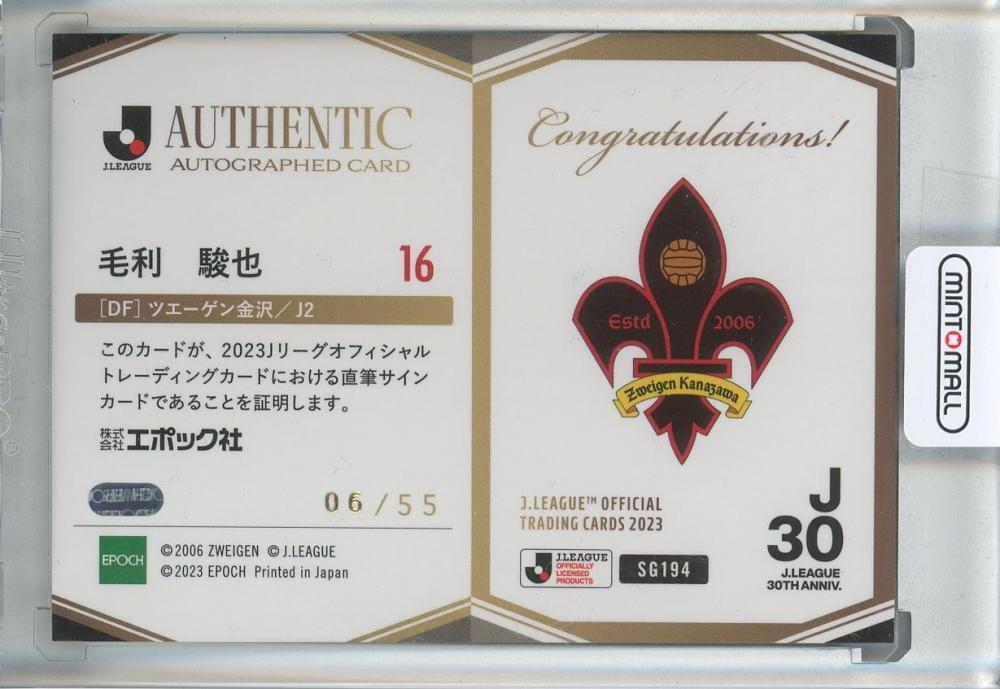 J.LEAGUE
AUTHENTIC
AUTOGRAPHED CARD
毛利 駿也 16
[DF] ツエーゲン金沢/J2
このカードが、2023Jリーグオフィシャル
トレーディングカードにおける直筆サイン
カードであることを証明します。
株式会社エポック社
06/55
EPOCH
©2006 ZWEIGEN ©J.LEAGUE
©2023 EPOCH Printed in Japan
Congratulations!
Estd 2006
Zweigen Kanazawa
J.LEAGUE™ OFFICIAL
TRADING CARDS 2023
J.LEAGUE
OFFICIALLY
LICENSED
PRODUCTS
SG194
J
30
J.LEAGUE
30TH ANNIV.
MINTOMALL